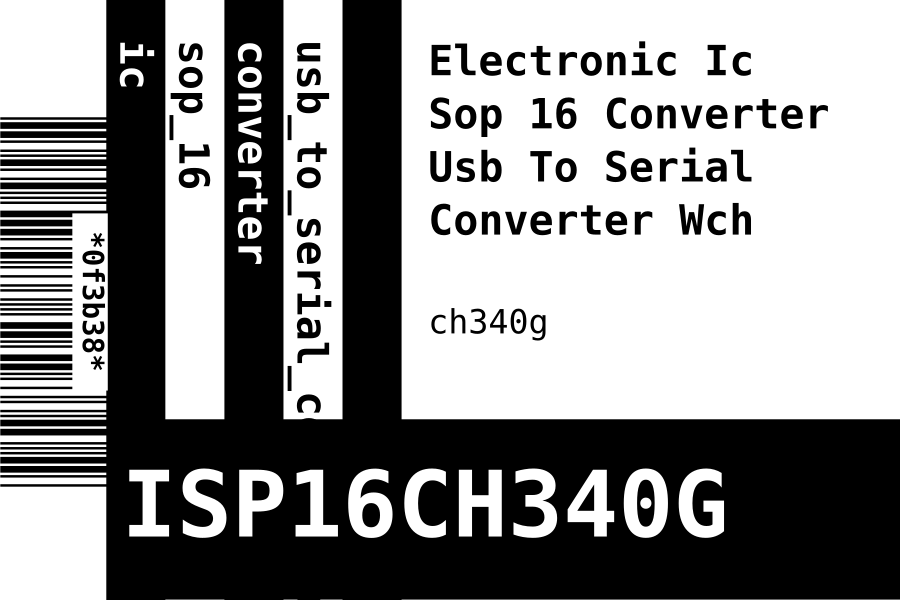 *0f3b38*
ic
sop_16
converter
usb_to_serial_c
Electronic Ic
Sop 16 Converter
Usb To Serial
Converter Wch
ch340g
ISP16CH340G